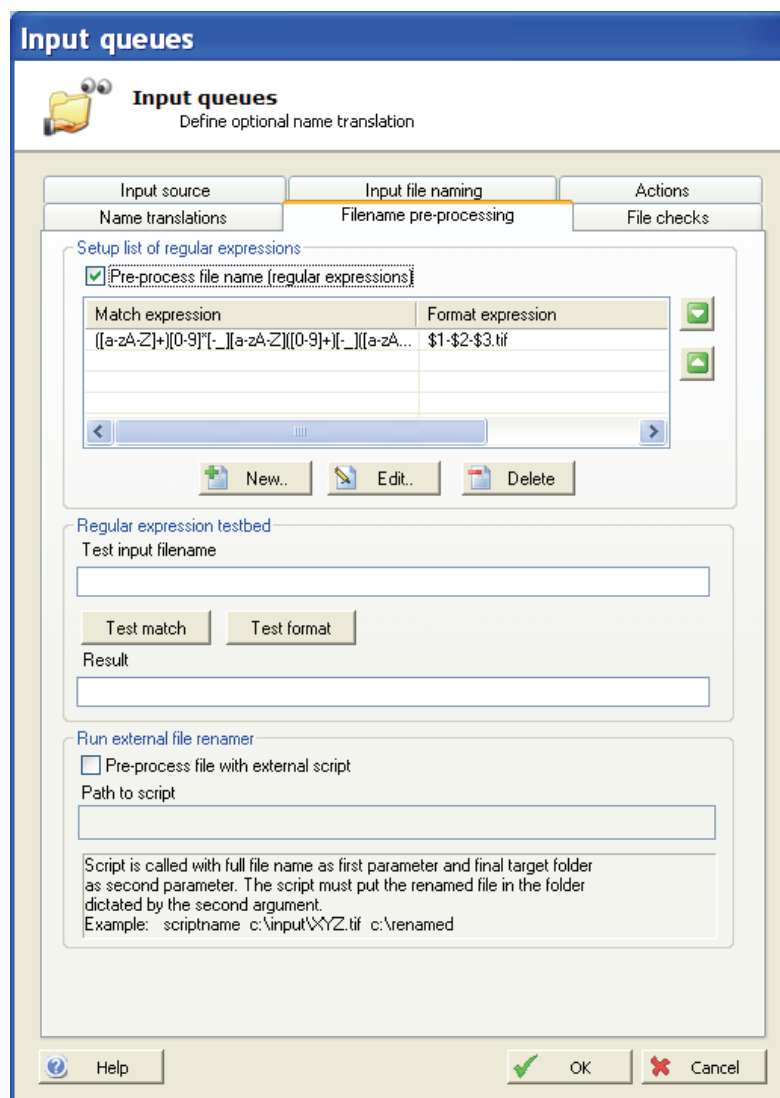 Input queues
Input queues
Define optional name translation
Input source Input file naming Actions
Name translations Filename pre-processing File checks
Setup list of regular expressions
Pre-process file name (regular expressions)
Match expression Format expression
([a-zA-Z]+)[0-9]*[-_][a-zA-Z]([0-9]+)[-_]([a-zA... $1-$2-$3.tif
New.. Edit.. Delete
Regular expression testbed
Test input filename
Test match Test format
Result
Run external file renamer
Pre-process file with external script
Path to script
Script is called with full file name as first parameter and final target folder
as second parameter. The script must put the renamed file in the folder
dictated by the second argument.
Example: scriptname c:\input\XYZ.tif c:\renamed
Help OK Cancel